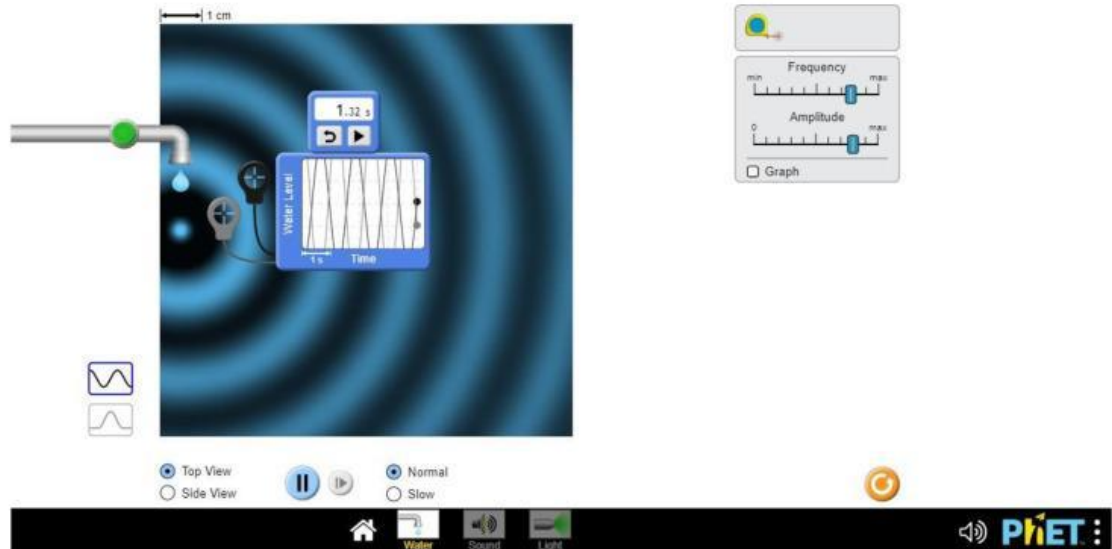 1 cm
1.32 s
Water Level
1 s
Time
Frequency
min
max
Amplitude
0
max
Graph
Top View
Side View
Normal
Slow
Water
Sound
Light
PhET